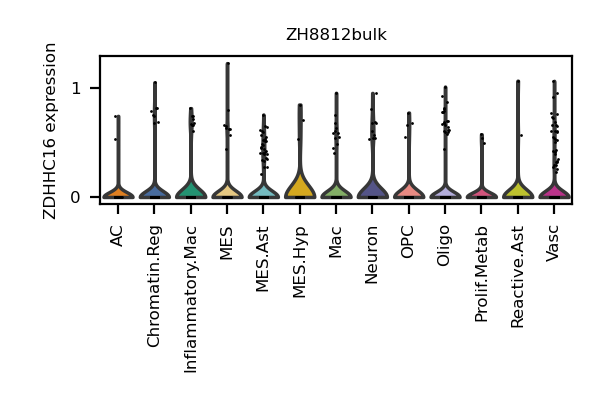 ZH8812bulk
ZDHHC16 expression
1
0
AC
Chromatin.Reg
Inflammatory.Mac
MES
MES.Ast
MES.Hyp
Mac
Neuron
OPC
Oligo
Prolif.Metab
Reactive.Ast
Vasc